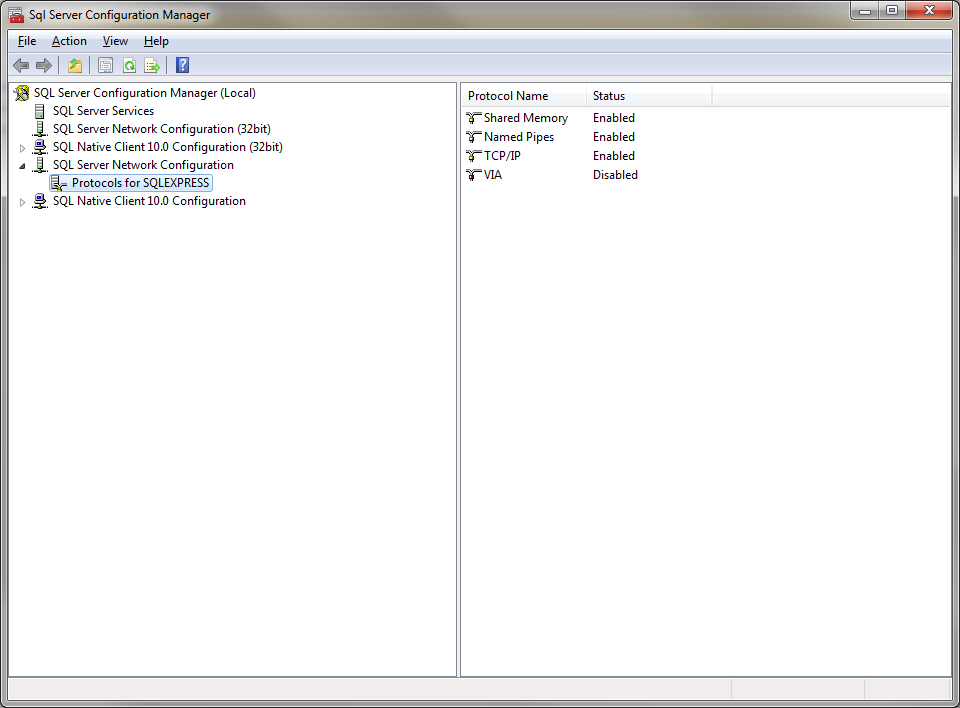 Sql Server Configuration Manager
File Action View Help
SQL Server Configuration Manager (Local)
SQL Server Services
SQL Server Network Configuration (32bit)
SQL Native Client 10.0 Configuration (32bit)
SQL Server Network Configuration
Protocols for SQLEXPRESS
SQL Native Client 10.0 Configuration
Protocol Name Status
Shared Memory Enabled
Named Pipes Enabled
TCP/IP Enabled
VIA Disabled